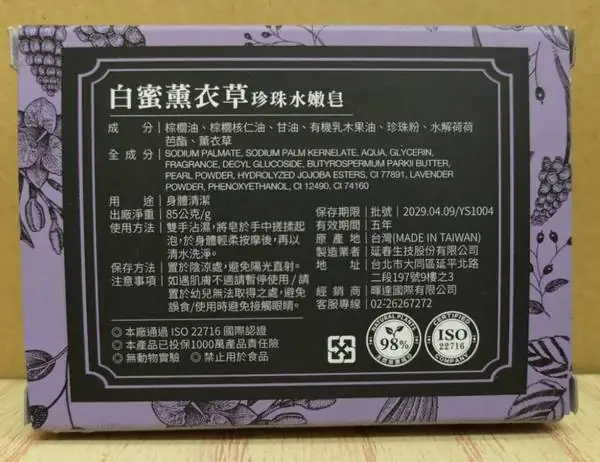 白蜜薰衣草珍珠水嫩皂
成分｜棕櫚油、棕櫚核仁油、甘油、有機乳木果油、珍珠粉、水解荷荷
芭酯、薰衣草
全成分｜SODIUM PALMATE, SODIUM PALM KERNELATE, AQUA, GLYCERIN,
FRAGRANCE, DECYL GLUCOSIDE, BUTYROSPERMUM PARKII BUTTER,
PEARL POWDER, HYDROLYZED JOJOBA ESTERS, CI 77891, LAVENDER
POWDER, PHENOXYETHANOL, CI 12490, CI 74160
用途｜身體清潔
出廠淨重｜85公克/g
使用方法｜雙手沾濕,將皂於手中搓揉起
泡,於身體輕柔按摩後,再以
清水洗淨。
保存方法｜置於陰涼處,避免陽光直射。
注意事項｜如遇肌膚不適請暫停使用/請
置於幼兒無法取得之處,避免
誤食/使用時避免接觸眼睛。
保存期限｜批號｜2029.04.09/YS1004
有效期間｜五年
原產地｜台灣(MADE IN TAIWAN)
製造業者｜延春生技股份有限公司
地址｜台北市大同區延平北路
二段197號9樓之3
經銷商｜暉達國際有限公司
客服專線｜02-26267272
◎本廠通過 ISO 22716 國際認證
◎本產品已投保1000萬產品責任險
◎無動物實驗 ◎禁止用於食品
NATURAL PLANTS
98%
CERTIFIED
ISO
22716
COMPANY